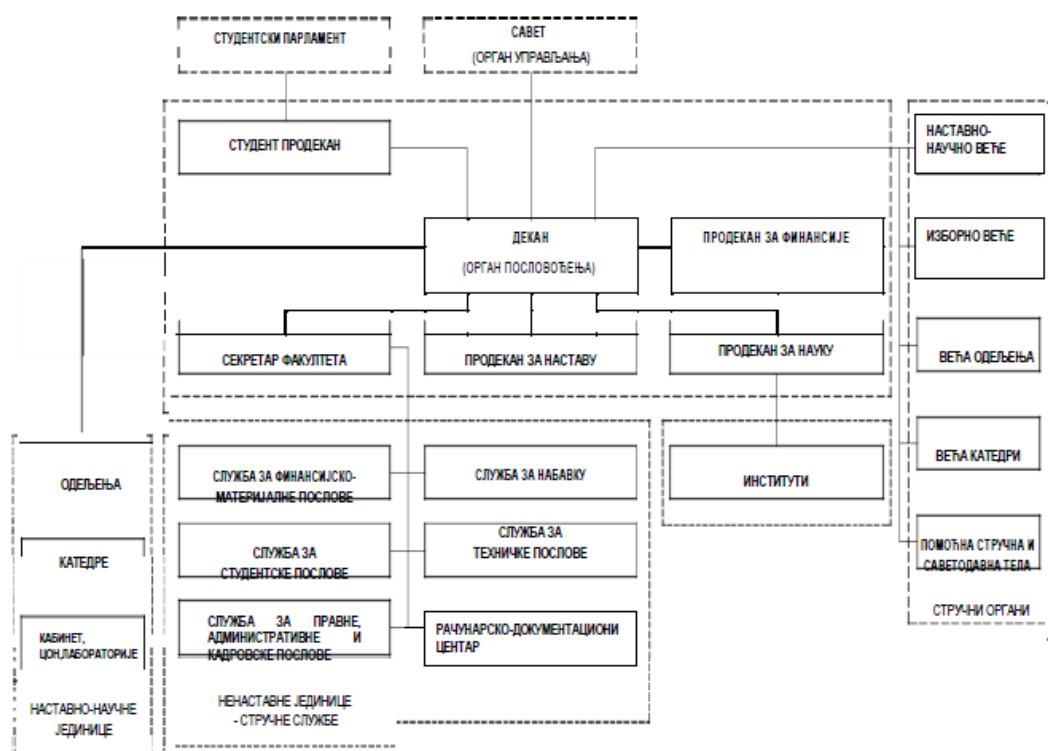 СТУДЕНТСКИ ПАРЛАМЕНТ
САВЕТ
(ОРГАН УПРАВЉАЊА)
СТУДЕНТ ПРОДЕКАН
НАСТАВНО-
НАУЧНО ВЕЋЕ
ДЕКАН
(ОРГАН ПОСЛОВОЂЕЊА)
ПРОДЕКАН ЗА ФИНАНСИЈЕ
ИЗБОРНО ВЕЋЕ
СЕКРЕТАР ФАКУЛТЕТА
ПРОДЕКАН ЗА НАСТАВУ
ПРОДЕКАН ЗА НАУКУ
ВЕЋА ОДЕЉЕЊА
ОДЕЉЕЊА
СЛУЖБА ЗА ФИНАНСИЈСКО-
МАТЕРИЈАЛНЕ ПОСЛОВЕ
СЛУЖБА ЗА НАБАВКУ
ИНСТИТУТИ
ВЕЋА КАТЕДРИ
КАТЕДРЕ
СЛУЖБА ЗА
СТУДЕНТСКЕ ПОСЛОВЕ
СЛУЖБА ЗА
ТЕХНИЧКЕ ПОСЛОВЕ
ПОМОЋНА СТРУЧНА И
САВЕТОДАВНА ТЕЛА
СТРУЧНИ ОРГАНИ
КАБИНЕТ,
ЦОН,ЛАБОРАТОРИЈЕ
СЛУЖБА ЗА ПРАВНЕ,
АДМИНИСТРАТИВНЕ И
КАДРОВСКЕ ПОСЛОВЕ
РАЧУНАРСКО-ДОКУМЕНТАЦИОНИ
ЦЕНТАР
НАСТАВНО-НАУЧНЕ
ЈЕДИНИЦЕ
НЕНАСТАВНЕ ЈЕДИНИЦЕ
- СТРУЧНЕ СЛУЖБЕ